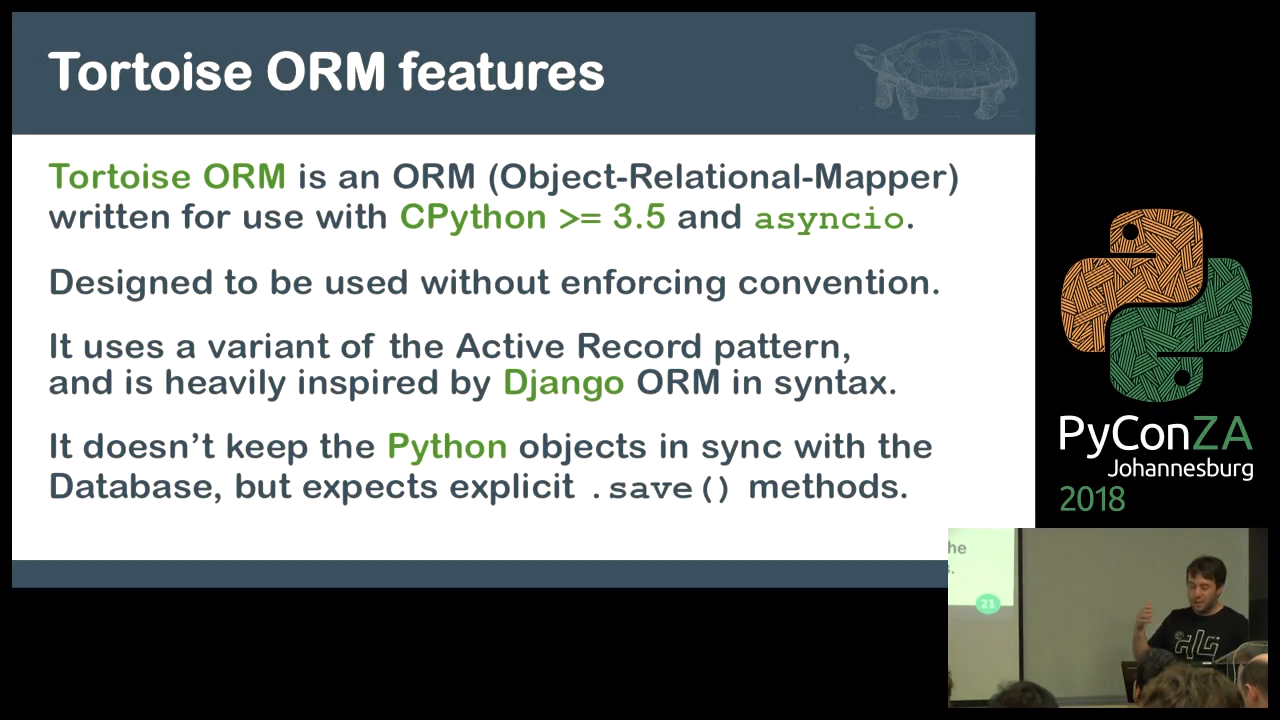 Tortoise ORM features
Tortoise ORM is an ORM (Object-Relational-Mapper)
written for use with CPython >= 3.5 and asyncio.
Designed to be used without enforcing convention.
It uses a variant of the Active Record pattern,
and is heavily inspired by Django ORM in syntax.
It doesn’t keep the Python objects in sync with the
Database, but expects explicit .save() methods.
PyConZA
Johannesburg
2018
he
s.
21